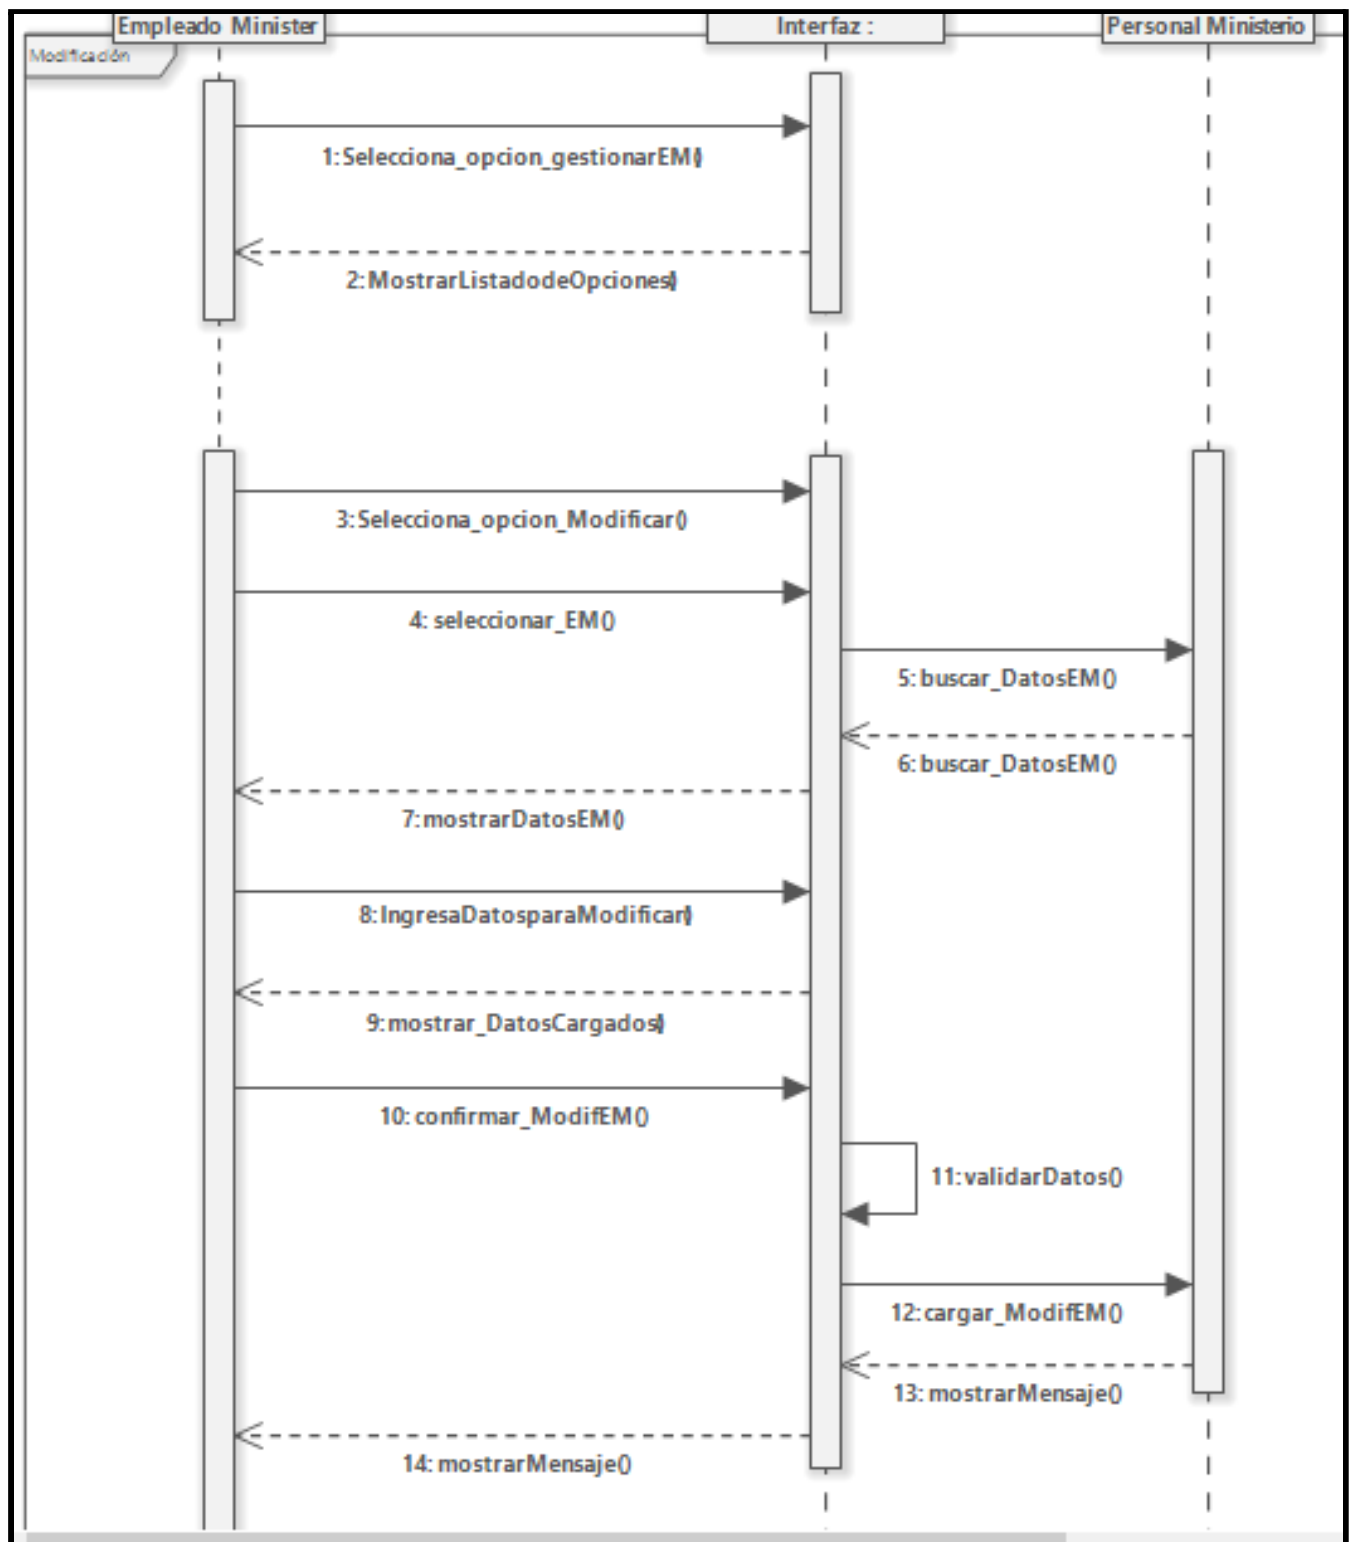 Empleado Minister
Interfaz :
Personal Ministerio
Modificación
1: Selecciona_opcion_gestionarEM()
2: MostrarListadodeOpciones()
3: Selecciona_opcion_Modificar()
4: seleccionar_EM()
5: buscar_DatosEM()
6: buscar_DatosEM()
7: mostrarDatosEM()
8: IngresaDatosparaModificar()
9: mostrar_DatosCargados()
10: confirmar_ModifEM()
11: validarDatos()
12: cargar_ModifEM()
13: mostrarMensaje()
14: mostrarMensaje()